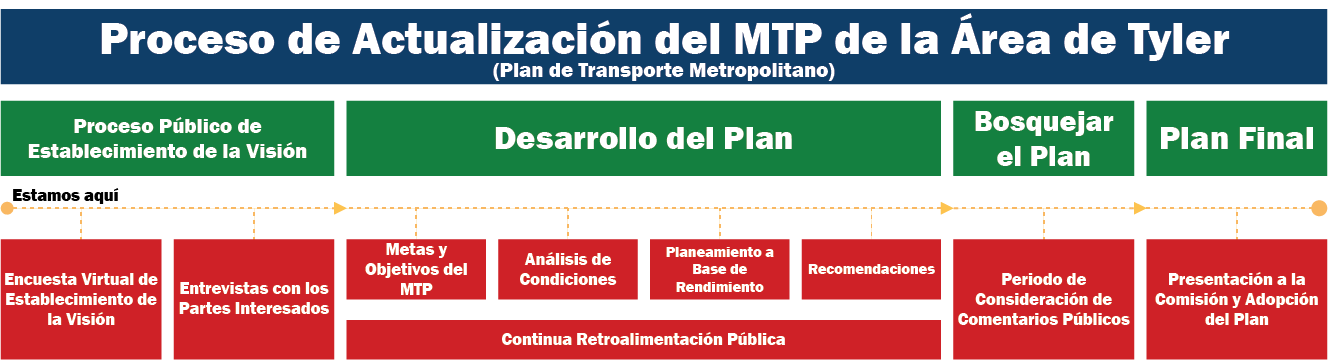 Proceso de Actualización del MTP de la Área de Tyler
(Plan de Transporte Metropolitano)
Proceso Público de
Establecimiento de la Visión
Desarrollo del Plan
Bosquejar
el Plan
Plan Final
Estamos aquí
Encuesta Virtual de
Establecimiento de
la Visión
Entrevistas con los
Partes Interesados
Metas y
Objetivos del
MTP
Análisis de
Condiciones
Planeamiento a
Base de
Rendimiento
Recomendaciones
Continua Retroalimentación Pública
Periodo de
Consideración de
Comentarios Públicos
Presentación a la
Comisión y Adopción
del Plan